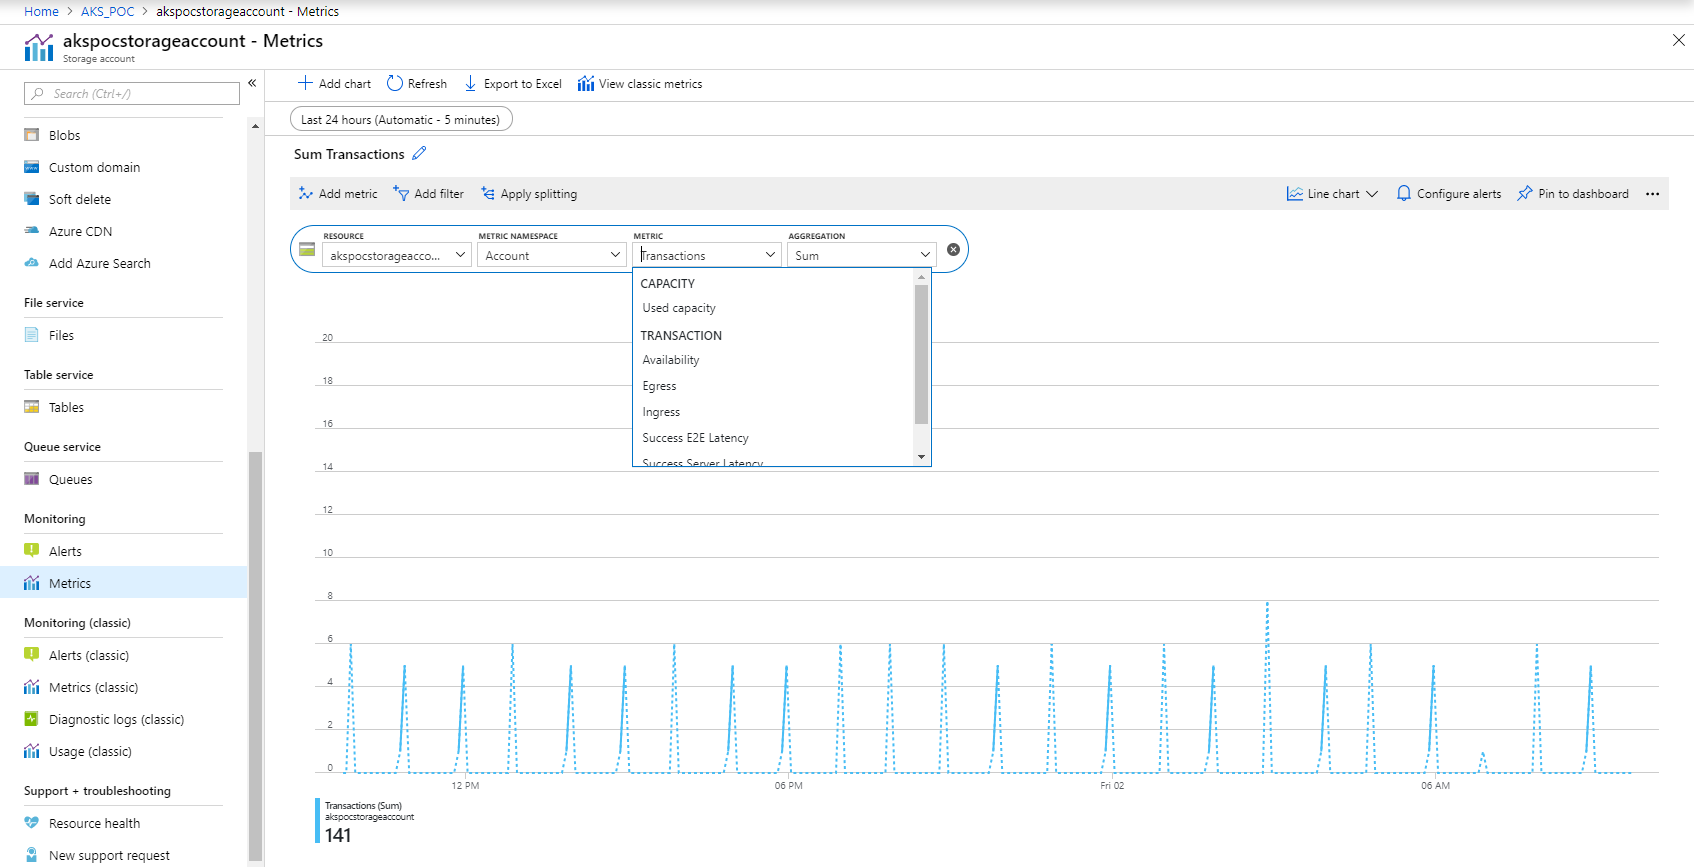 Home > AKS_POC > akspocstorageaccount - Metrics
akspocstorageaccount - Metrics
Storage account
Search (Ctrl+/)
«
Blobs
Custom domain
Soft delete
Azure CDN
Add Azure Search
File service
Files
Table service
Tables
Queue service
Queues
Monitoring
Alerts
Metrics
Monitoring (classic)
Alerts (classic)
Metrics (classic)
Diagnostic logs (classic)
Usage (classic)
Support + troubleshooting
Resource health
New support request
Add chart Refresh Export to Excel View classic metrics
Last 24 hours (Automatic - 5 minutes)
Sum Transactions
Add metric Add filter Apply splitting Line chart Configure alerts Pin to dashboard ...
RESOURCE METRIC NAMESPACE METRIC AGGREGATION
akspocstorageacco... Account Transactions Sum
CAPACITY
Used capacity
TRANSACTION
Availability
Egress
Ingress
Success E2E Latency
Success Server Latency
20
18
16
14
12
10
8
6
4
2
0
12 PM 06 PM Fri 02 06 AM
Transactions (Sum)
akspocstorageaccount
141